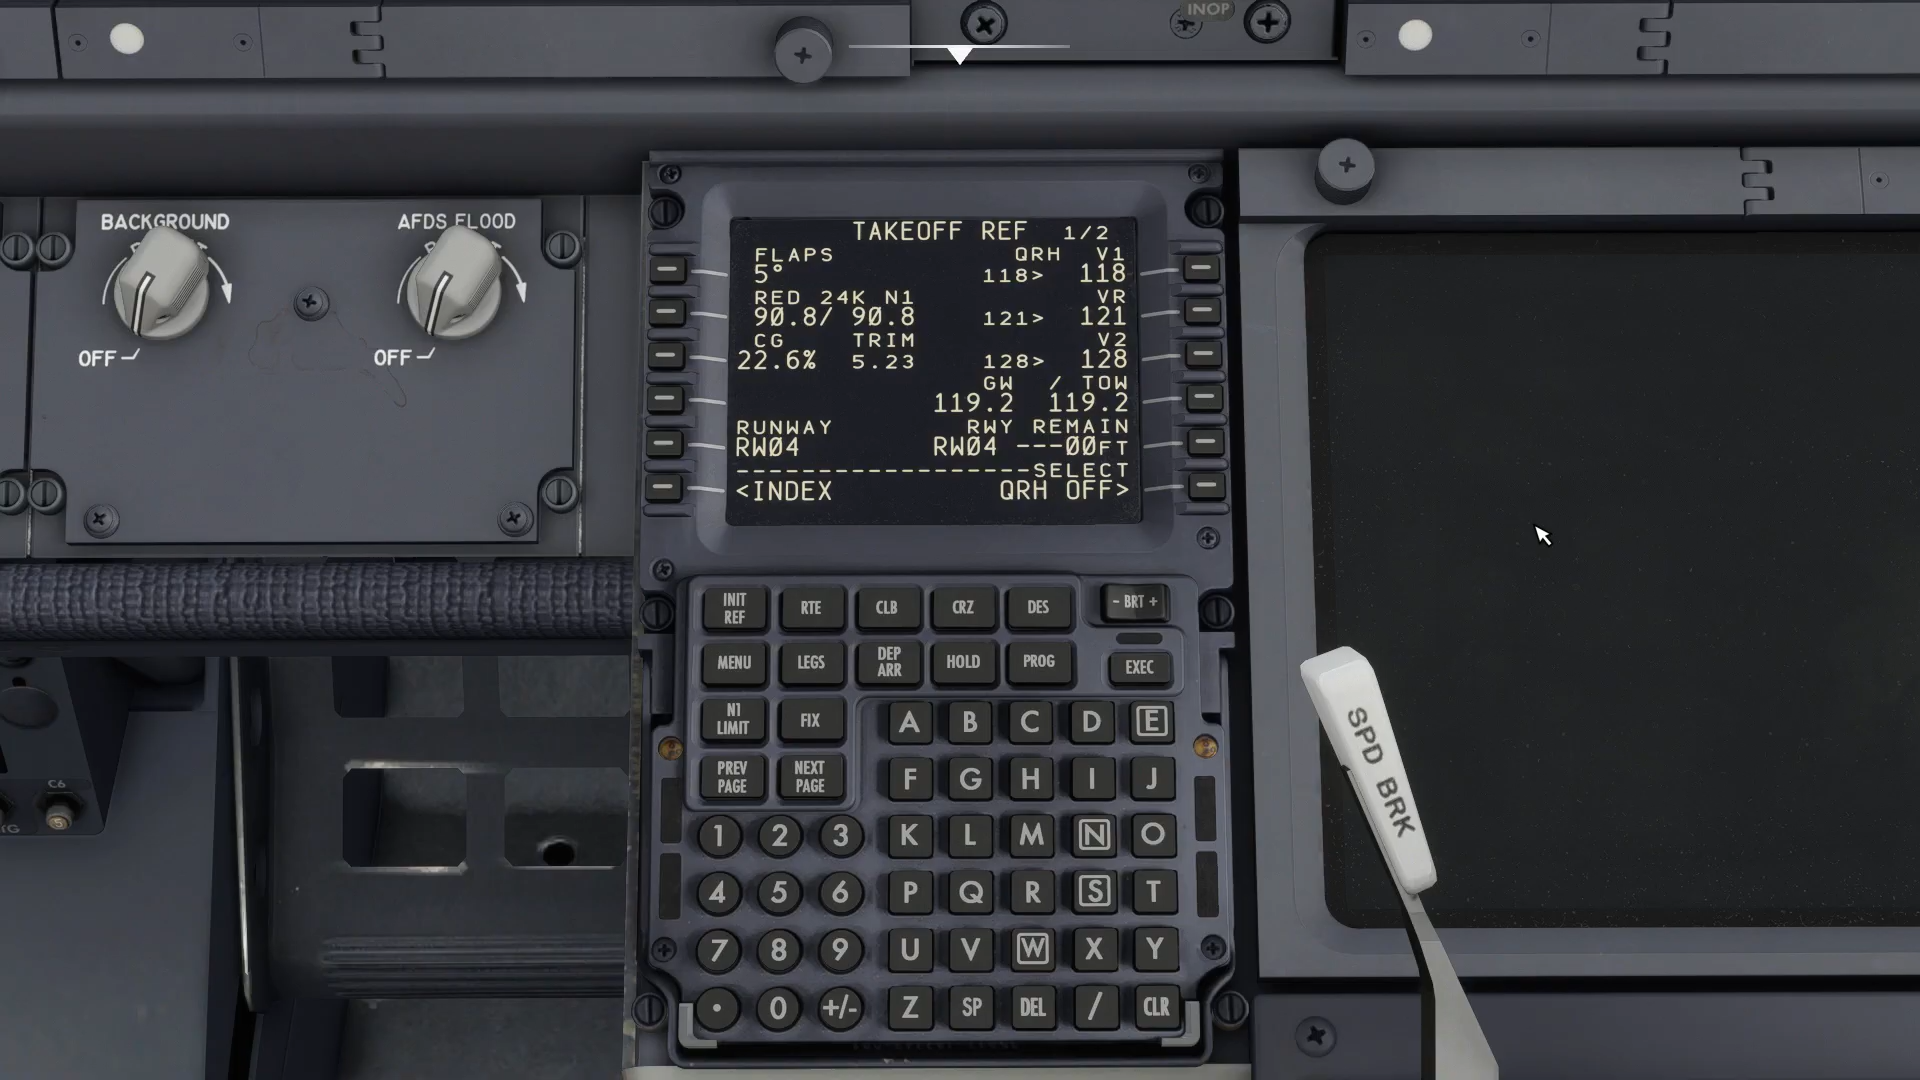 INOP
BACKGROUND
OFF
AFDS FLOOD
OFF
TAKEOFF REF 1/2
FLAPS QRH V1
5° 118> 118
RED 24K N1 VR
90.8/ 90.8 121> 121
CG TRIM V2
22.6% 5.23 128> 128
GW / TOW
119.2 119.2
RUNWAY RWY REMAIN
RW04 RW04 ---00FT
------------------SELECT
<INDEX QRH OFF>
INIT REF RTE CLB CRZ DES - BRT +
MENU LEGS DEP ARR HOLD PROG EXEC
N1 LIMIT FIX A B C D E
PREV PAGE NEXT PAGE F G H I J
1 2 3 K L M N O
4 5 6 P Q R S T
7 8 9 U V W X Y
. 0 +/- Z SP DEL / CLR
SPD BRK
C6
5